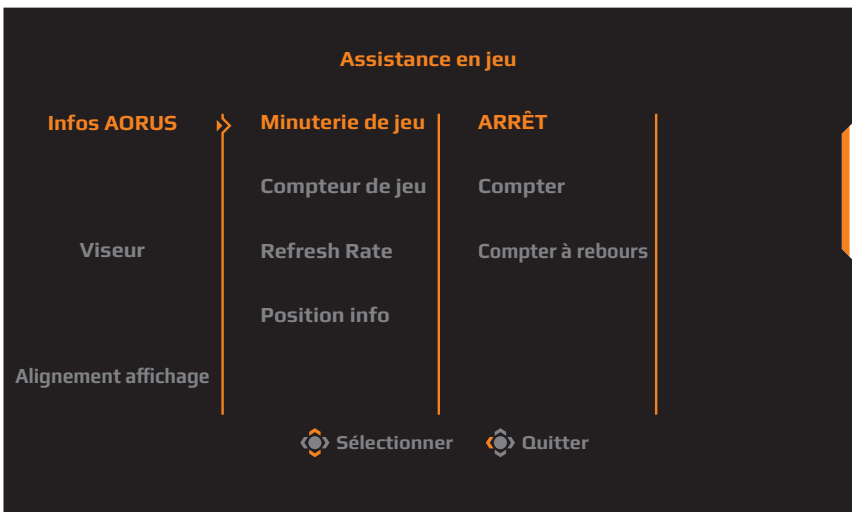 Assistance en jeu
Infos AORUS
Minuterie de jeu
ARRÊT
Compteur de jeu
Compter
Viseur
Refresh Rate
Compter à rebours
Position info
Alignement affichage
Sélectionner
Quitter